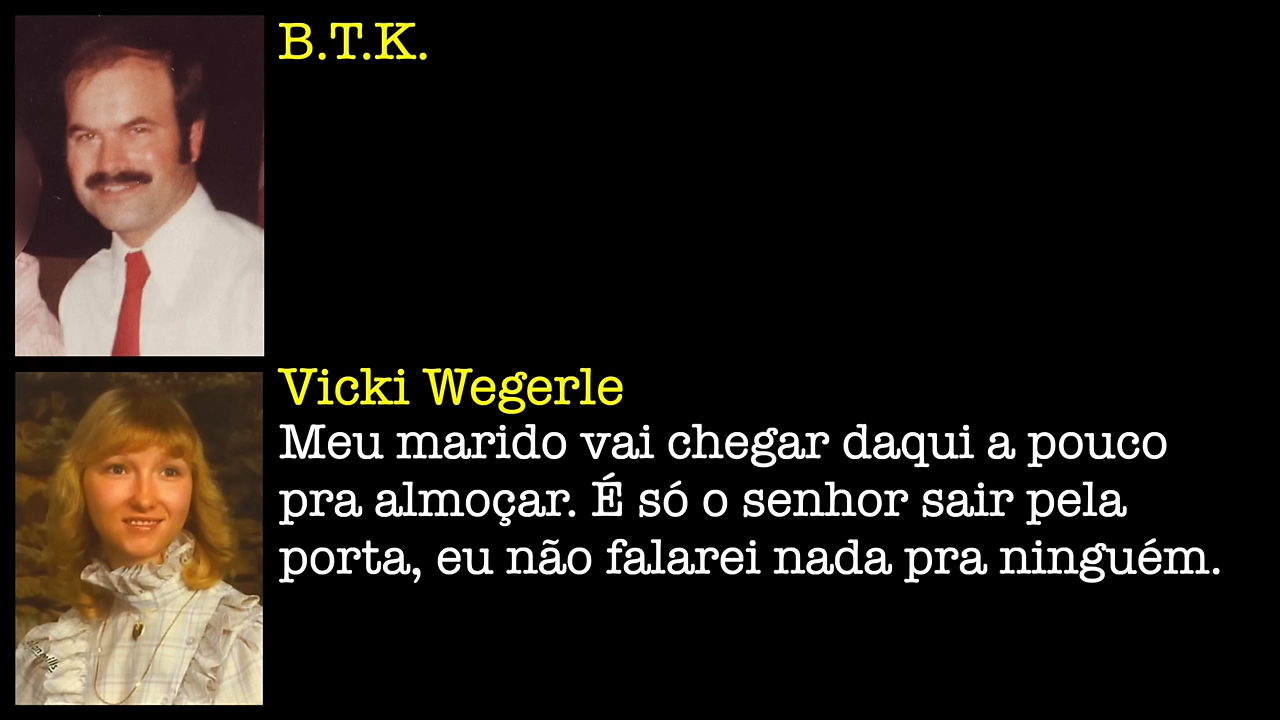 B.T.K.
Vicki Wegerle
Meu marido vai chegar daqui a pouco
pra almoçar. É só o senhor sair pela
porta, eu não falarei nada pra ninguém.